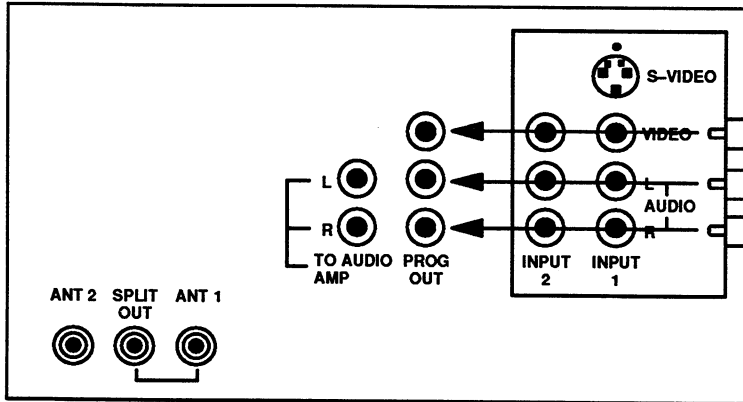 S–VIDEO
VIDEO
L
L
AUDIO
R
R
TO AUDIO AMP
PROG OUT
INPUT 2
INPUT 1
ANT 2
SPLIT OUT
ANT 1